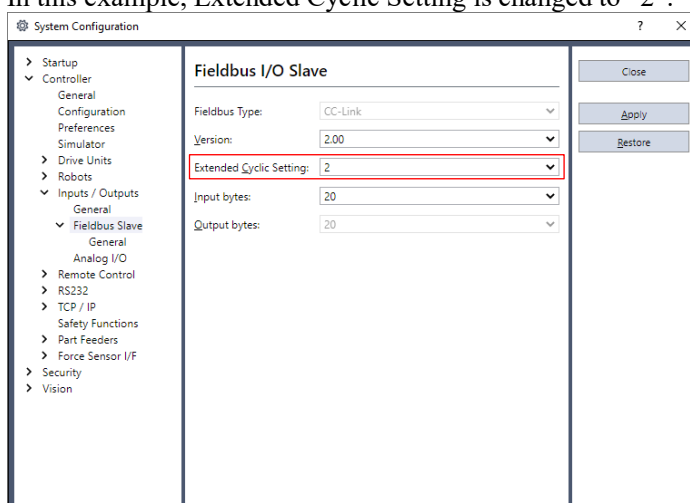 In this example, Extended Cyclic Setting is changed to "2".
System Configuration
Startup
Controller
General
Configuration
Preferences
Simulator
Drive Units
Robots
Inputs / Outputs
General
Fieldbus Slave
General
Analog I/O
Remote Control
RS232
TCP / IP
Safety Functions
Part Feeders
Force Sensor I/F
Security
Vision
Fieldbus I/O Slave
Fieldbus Type: CC-Link
Version: 2.00
Extended Cyclic Setting: 2
Input bytes: 20
Output bytes: 20
Close
Apply
Restore